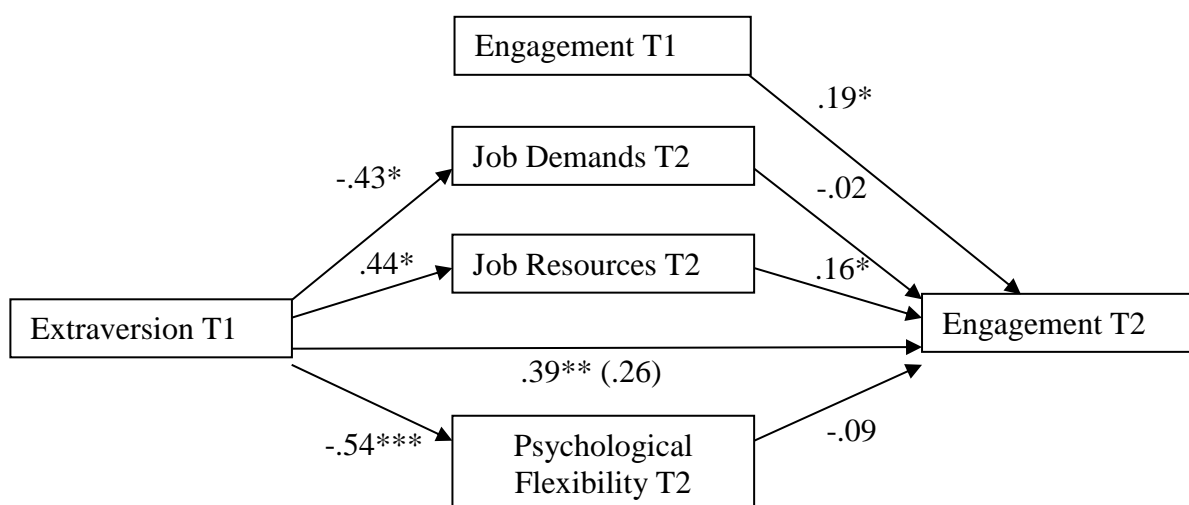 Engagement T1
.19*
Job Demands T2
-.43*
-.02
Job Resources T2
.44*
.16*
Extraversion T1
Engagement T2
.39** (.26)
-.54***
Psychological
Flexibility T2
-.09